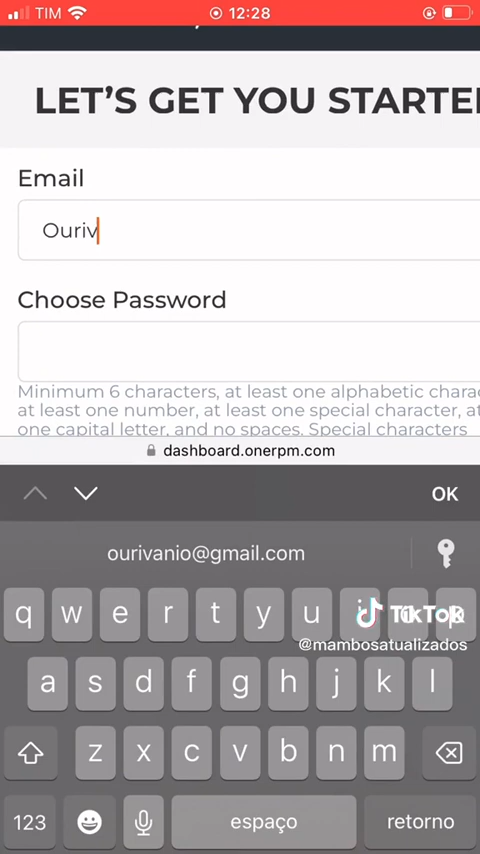 TIM 12:28
LET'S GET YOU STARTE
Email
Ouriv
Choose Password
Minimum 6 characters, at least one alphabetic chara
at least one number, at least one special character, at
one capital letter, and no spaces. Special characters
dashboard.onerpm.com
OK
ourivanio@gmail.com
q w e r t y u i o p
TikTok
@mambosatualizados
a s d f g h j k l
z x c v b n m
123 espaço retorno